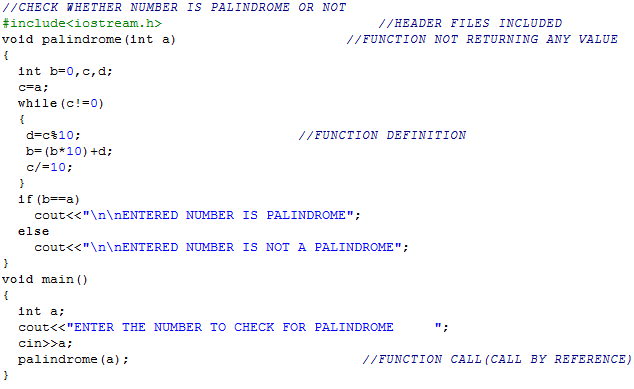 //CHECK WHETHER NUMBER IS PALINDROME OR NOT
#include<iostream.h> //HEADER FILES INCLUDED
void palindrome(int a) //FUNCTION NOT RETURNING ANY VALUE
{
int b=0,c,d;
c=a;
while(c!=0)
{
d=c%10; //FUNCTION DEFINITION
b=(b*10)+d;
c/=10;
}
if(b==a)
cout<<"\n\nENTERED NUMBER IS PALINDROME";
else
cout<<"\n\nENTERED NUMBER IS NOT A PALINDROME";
}
void main()
{
int a;
cout<<"ENTER THE NUMBER TO CHECK FOR PALINDROME     ";
cin>>a;
palindrome(a); //FUNCTION CALL(CALL BY REFERENCE)
}